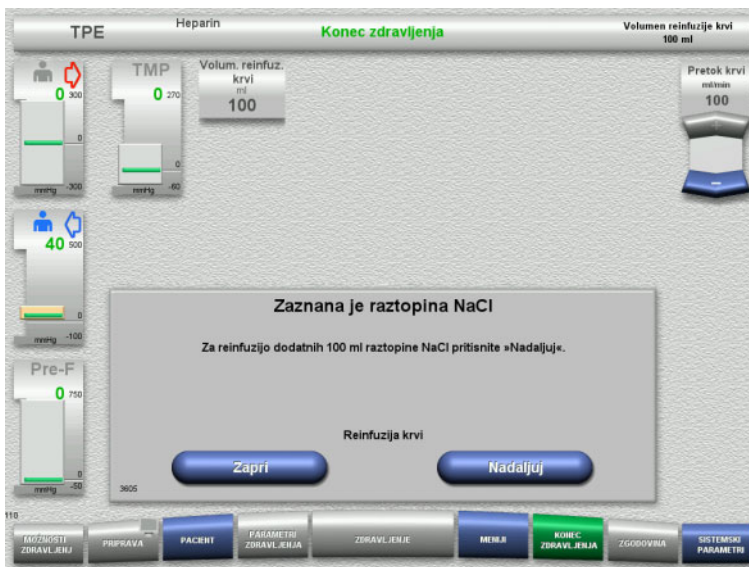 TPE
Heparin
Konec zdravljenja
Volumen reinfuzije krvi
100 ml
0 300
0
mmHg -300
TMP
0 270
0
mmHg -60
Volum. reinfuz.
krvi
ml
100
Pretok krvi
ml/min
100
40 500
0
mmHg -100
Pre-F
0 750
0
mmHg -50
Zaznana je raztopina NaCl
Za reinfuzijo dodatnih 100 ml raztopine NaCl pritisnite »Nadaljuj«.
Reinfuzija krvi
Zapri
Nadaljuj
3605
110
MOŽNOSTI
ZDRAVLJENJ
PRIPRAVA
PACIENT
PARAMETRI
ZDRAVLJENJA
ZDRAVLJENJE
MENIJI
KONEC
ZDRAVLJENJA
ZGODOVINA
SISTEMSKI
PARAMETRI